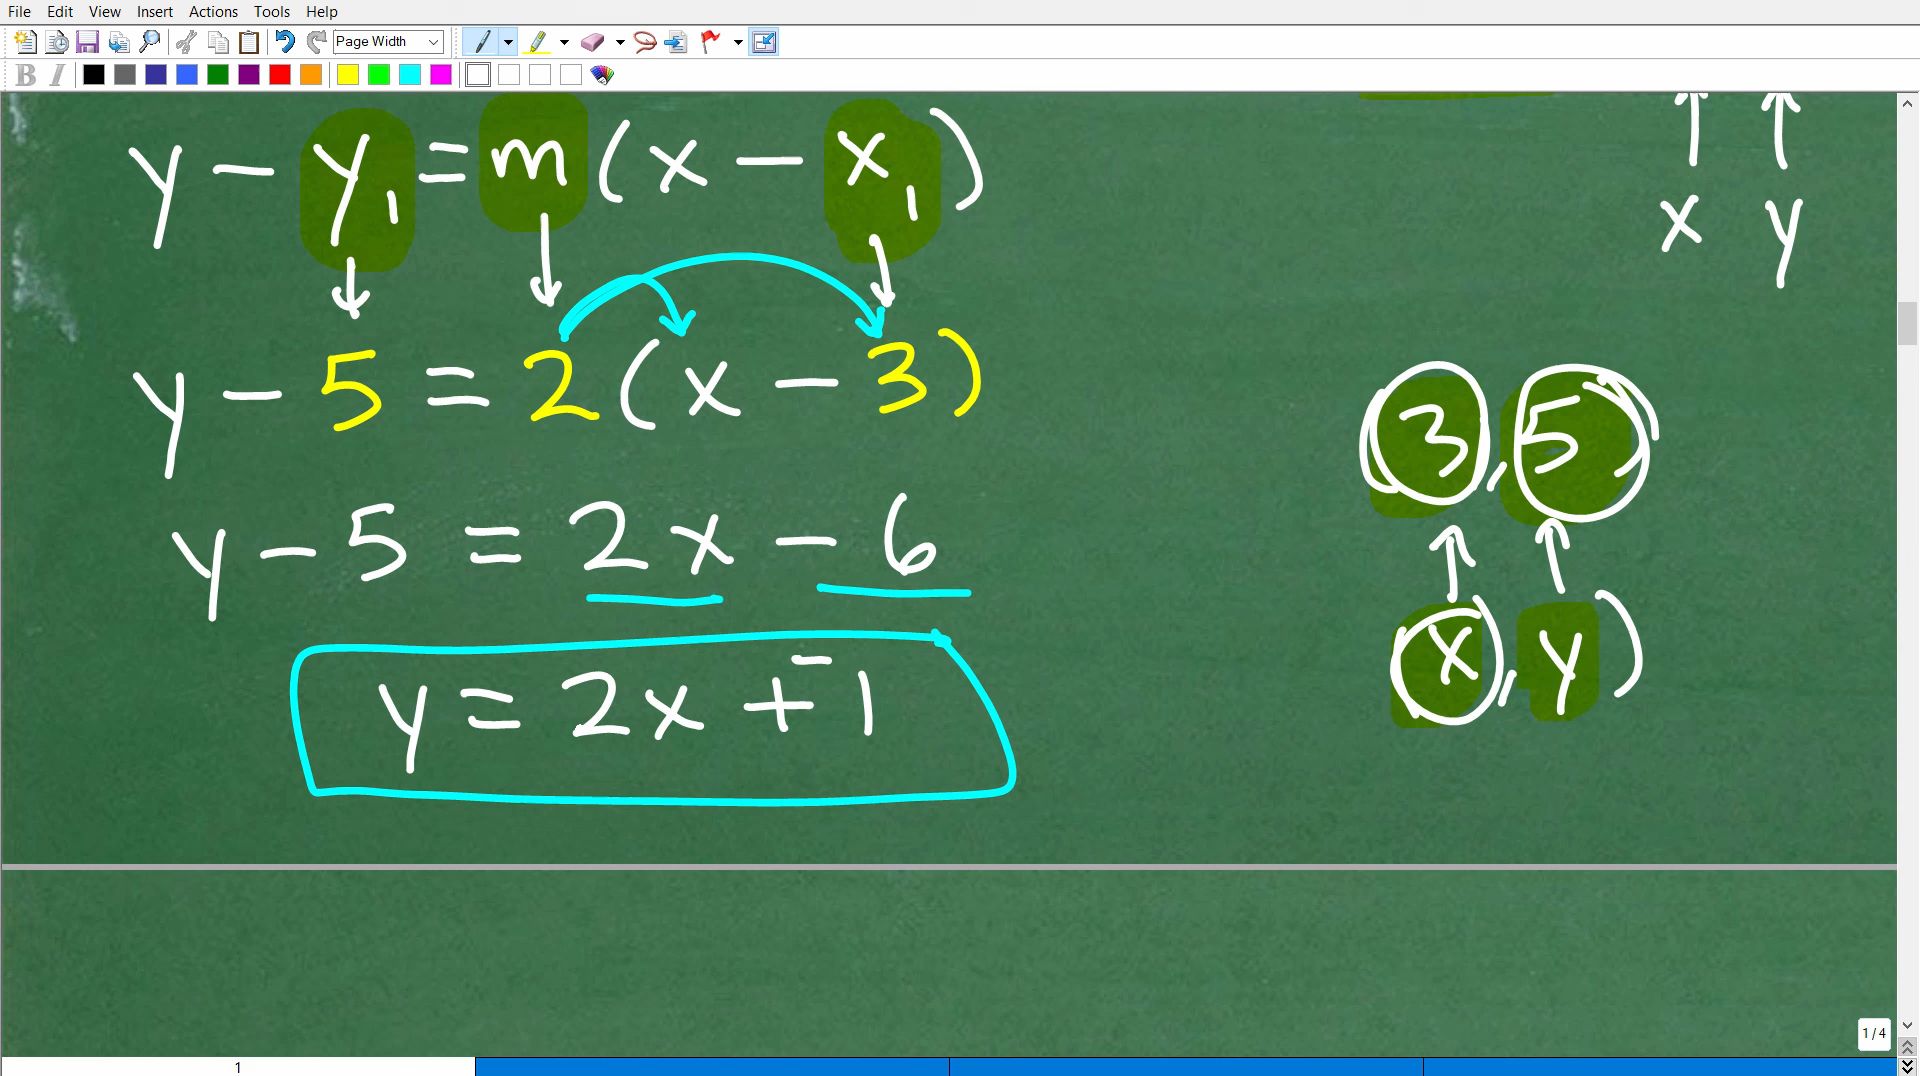 File Edit View Insert Actions Tools Help
Page Width
B I
y - y₁ = m(x - x₁)
x y
y - 5 = 2(x - 3)
(3, 5)
y - 5 = 2x - 6
(x, y)
y = 2x + ⁻1
1 / 4
1